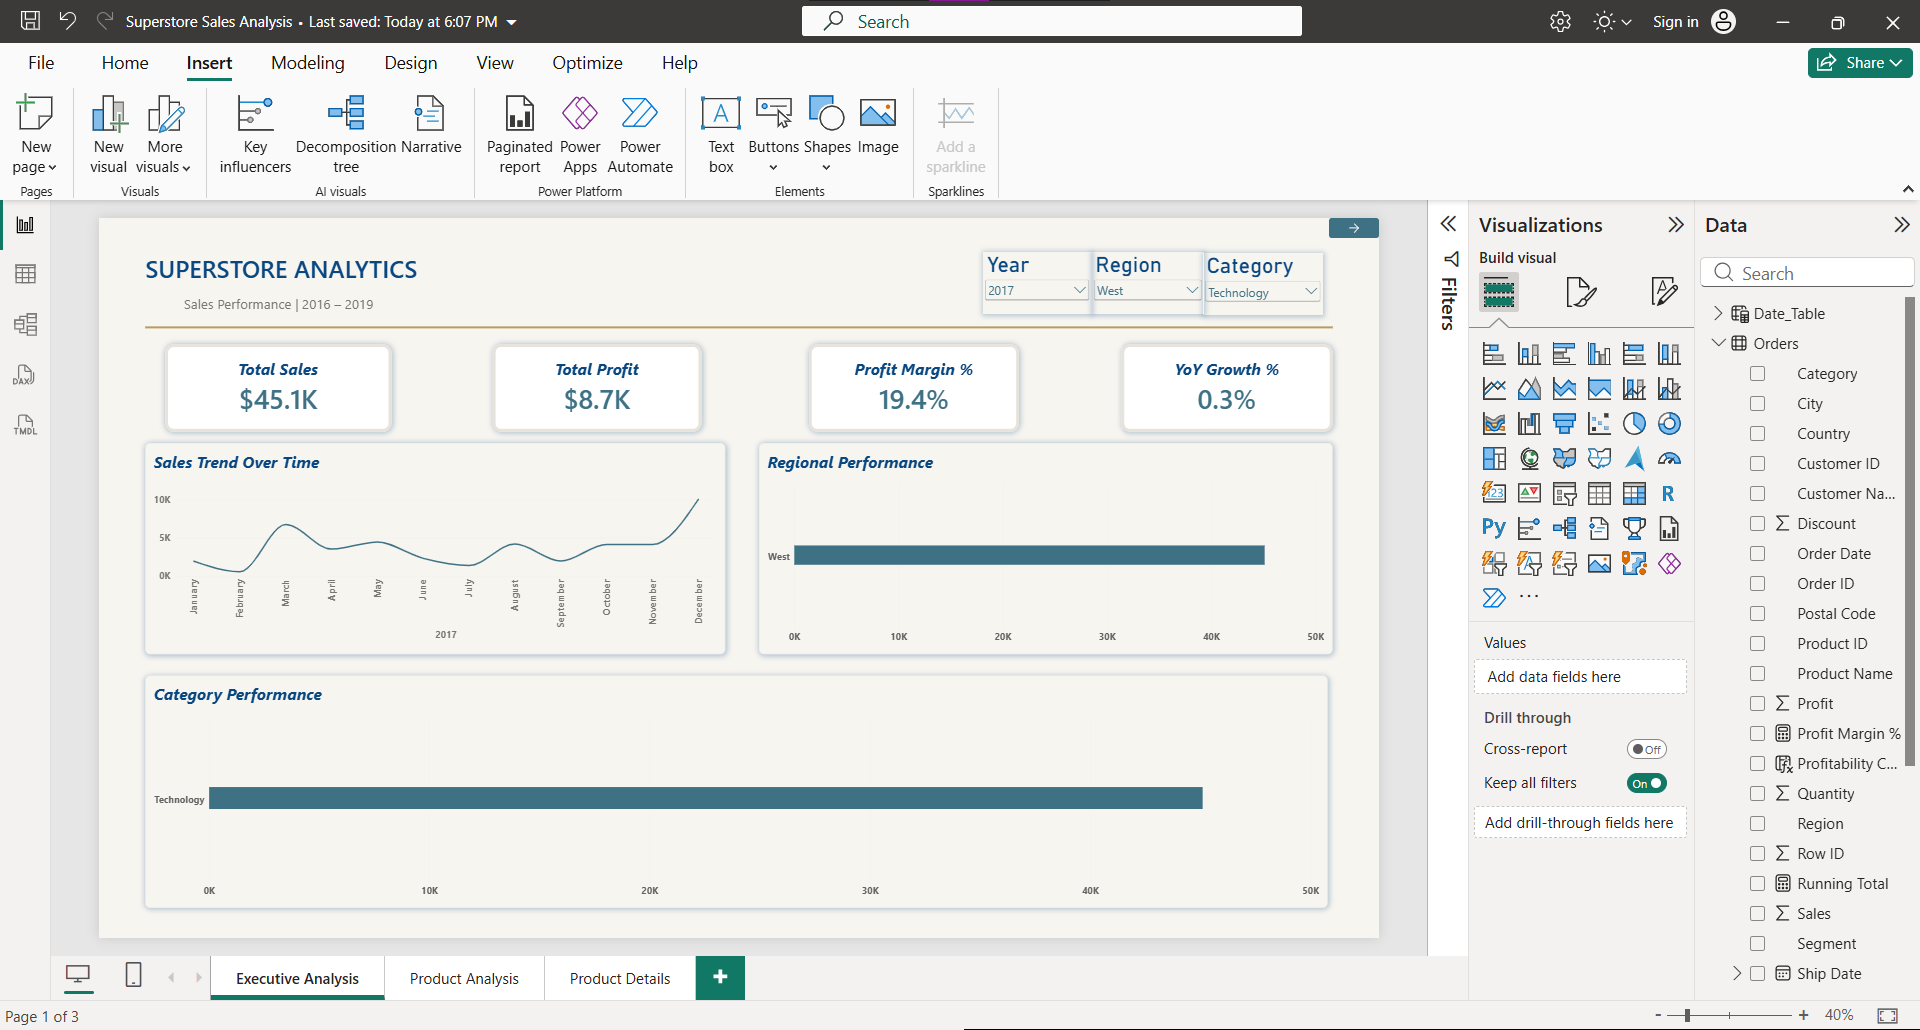 Superstore Sales Analysis • Last saved: Today at 6:07 PM
Search
Sign in
File Home Insert Modeling Design View Optimize Help
Share
New page
New visual
More visuals
Key influencers
Decomposition tree
Narrative
Paginated report
Power Apps
Power Automate
Text box
Buttons
Shapes
Image
Add a sparkline
Pages
Visuals
AI visuals
Power Platform
Elements
Sparklines
DAX
TMDL
SUPERSTORE ANALYTICS
Sales Performance | 2016 – 2019
Year
2017
Region
West
Category
Technology
Total Sales
$45.1K
Total Profit
$8.7K
Profit Margin %
19.4%
YoY Growth %
0.3%
Sales Trend Over Time
10K
5K
0K
January
February
March
April
May
June
July
August
September
October
November
December
2017
Regional Performance
West
0K 10K 20K 30K 40K 50K
Category Performance
Technology
0K 10K 20K 30K 40K 50K
Filters
Visualizations
Build visual
123
R
Py
Values
Add data fields here
Drill through
Cross-report
Off
Keep all filters
On
Add drill-through fields here
Data
Search
Date_Table
Orders
Category
City
Country
Customer ID
Customer Na...
Discount
Order Date
Order ID
Postal Code
Product ID
Product Name
Profit
Profit Margin %
Profitability C...
Quantity
Region
Row ID
Running Total
Sales
Segment
Ship Date
Executive Analysis
Product Analysis
Product Details
Page 1 of 3
40%